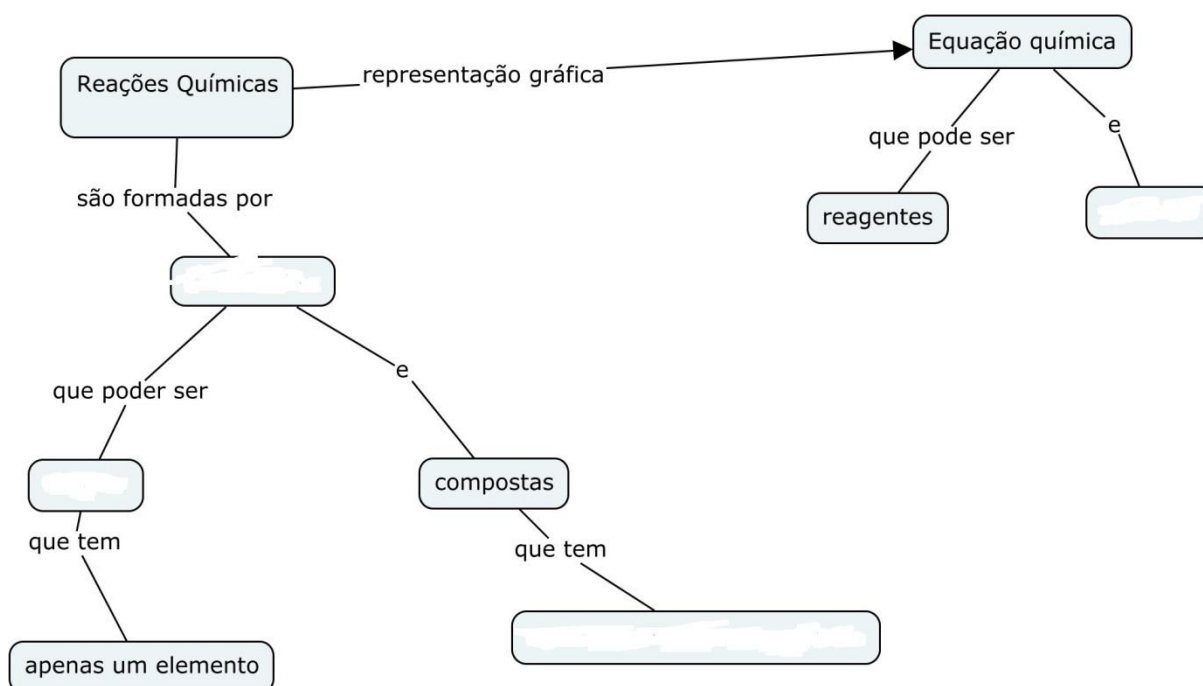 Equação química
Reações Químicas
representação gráfica
que pode ser
e
são formadas por
reagentes
que poder ser
e
compostas
que tem
que tem
apenas um elemento